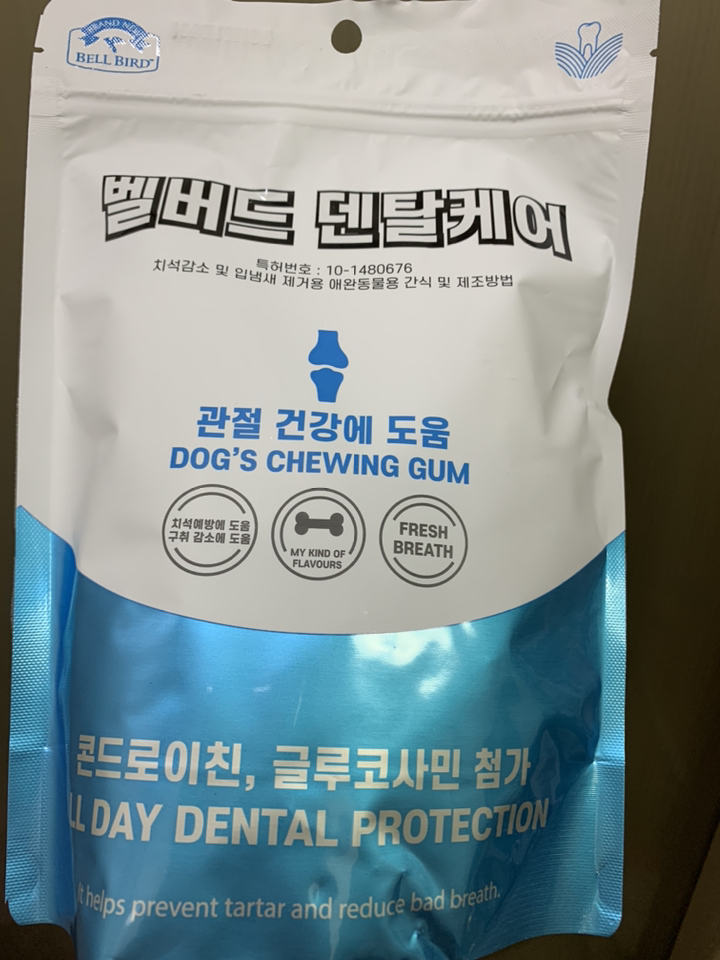 BRAND NEW
BELL BIRD™
벨버드 덴탈케어
특허번호 : 10-1480676
치석감소 및 입냄새 제거용 애완동물용 간식 및 제조방법
관절 건강에 도움
DOG'S CHEWING GUM
치석예방에 도움
구취 감소에 도움
MY KIND OF
FLAVOURS
FRESH
BREATH
콘드로이친, 글루코사민 첨가
LL DAY DENTAL PROTECTION
It helps prevent tartar and reduce bad breath.